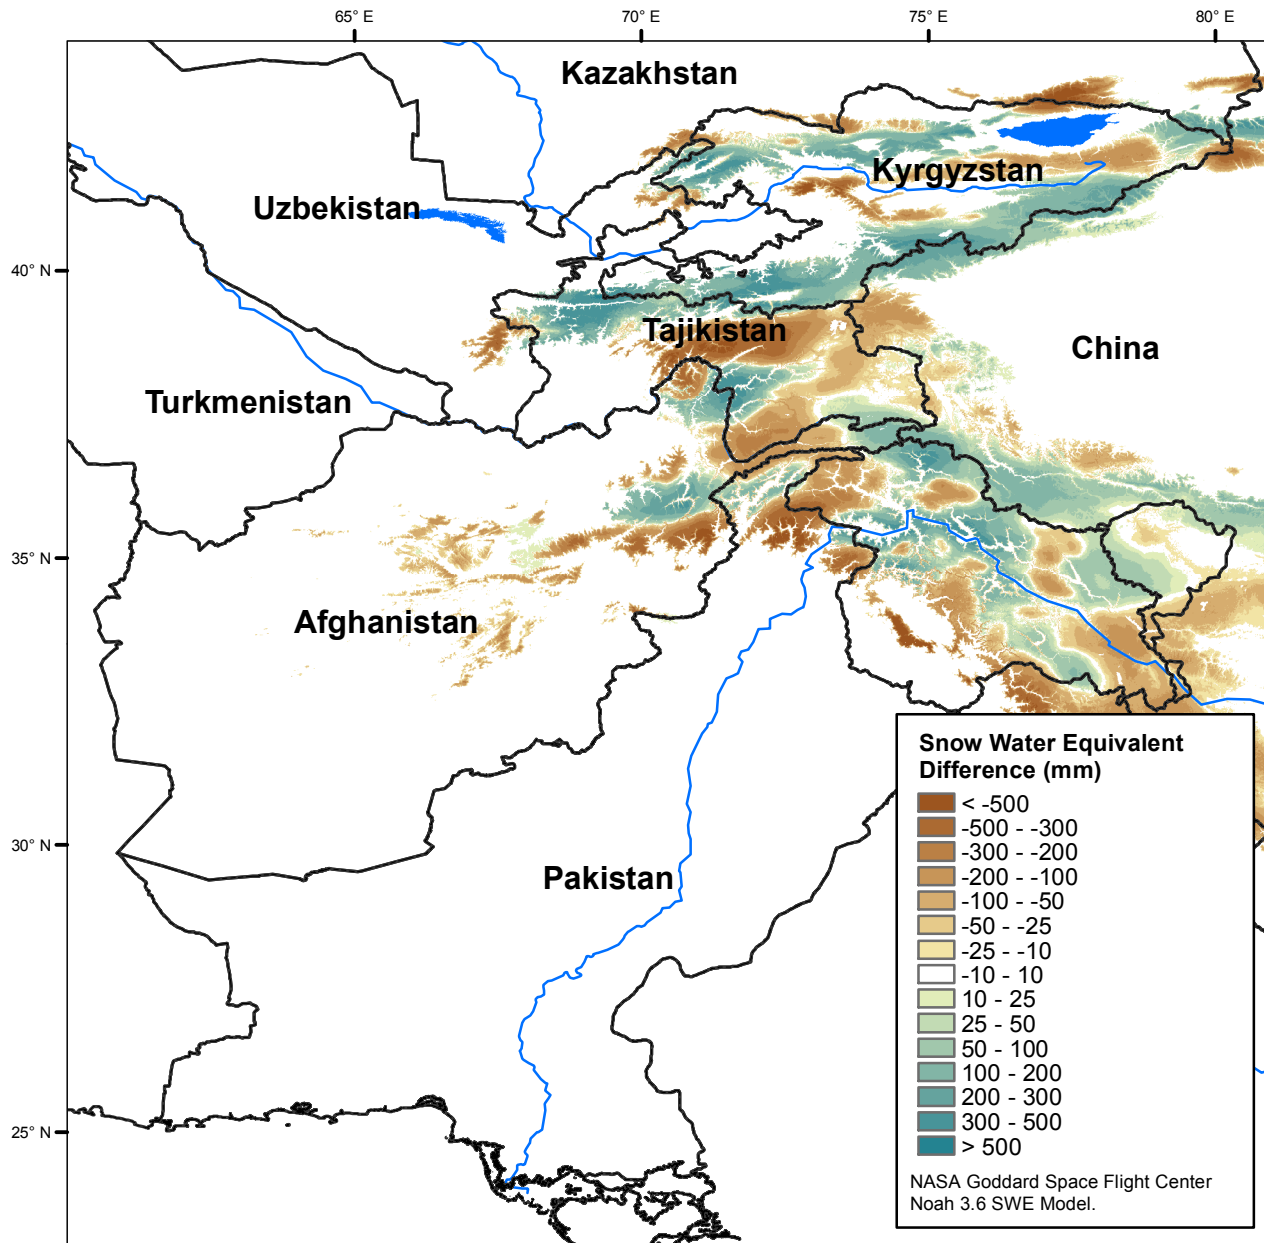 65° E
70° E
75° E
80° E
Kazakhstan
Kyrgyzstan
Uzbekistan
40° N
Tajikistan
China
Turkmenistan
35° N
Afghanistan
Snow Water Equivalent
Difference (mm)
< -500
-500 - -300
-300 - -200
-200 - -100
-100 - -50
-50 - -25
-25 - -10
-10 - 10
10 - 25
25 - 50
50 - 100
100 - 200
200 - 300
300 - 500
> 500
NASA Goddard Space Flight Center
Noah 3.6 SWE Model.
30° N
Pakistan
25° N